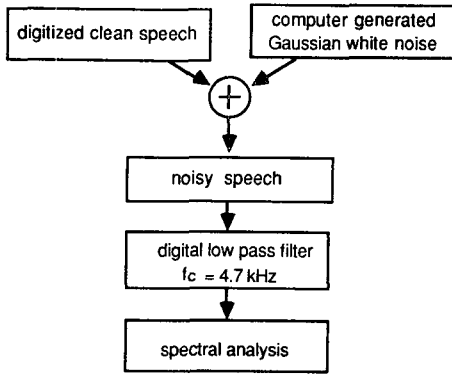 digitized clean speech
computer generated
Gaussian white noise
+
noisy speech
digital low pass filter
fc = 4.7 kHz
spectral analysis